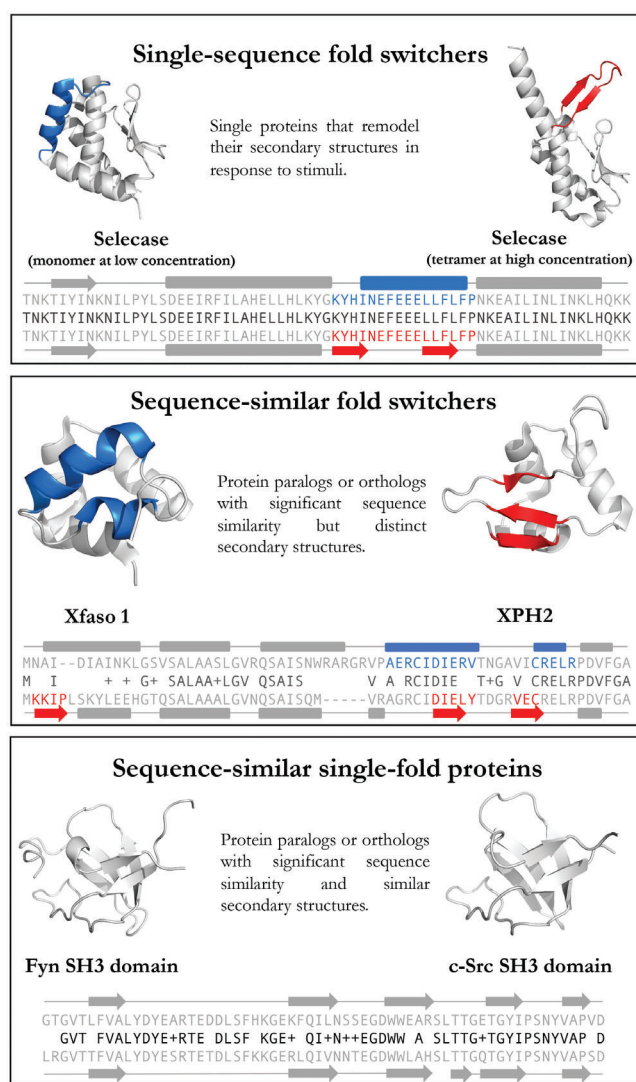 Single-sequence fold switchers
Single proteins that remodel
their secondary structures in
response to stimuli.
Selecase
(monomer at low concentration)
Selecase
(tetramer at high concentration)
TNKTIYINKNILPYLSDEEIRFILAHELLHLKYGKYHINEFEEELLFLFPNKEAILINLINKLHQKK
TNKTIYINKNILPYLSDEEIRFILAHELLHLKYGKYHINEFEEELLFLFPNKEAILINLINKLHQKK
TNKTIYINKNILPYLSDEEIRFILAHELLHLKYGKYHINEFEEELLFLFPNKEAILINLINKLHQKK
Sequence-similar fold switchers
Protein paralogs or orthologs
with significant sequence
similarity but distinct
secondary structures.
Xfaso 1
XPH2
MNAI--DIAINKLGSVSALAASLGVRQSAISNWRARGRVPAERCIDIERVTNGAVICRELRPDVFGA
M I + + G+ SALAA+LGV QSAIS V A RCIDIE T+G V CRELRPDVFGA
MKKIPLSKYLEEHGTQSALAAALGVNQSAISQM-----VRAGRCIDIELYTDGRVECRELRPDVFGA
Sequence-similar single-fold proteins
Protein paralogs or orthologs
with significant sequence
similarity and similar
secondary structures.
Fyn SH3 domain
c-Src SH3 domain
GTGVTLFVALYDYEARTEDDLSFHKGEKFQILNSSEGDWWEARSLTTGETGYIPSNYVAPVD
GVT FVALYDYE+RTE DLSF KGE+ QI+N++EGDWW A SLTTG+TGYIPSNYVAP D
LRGVTTFVALYDYESRTETDLSFKKGERLQIVNNTEGDWWLAHSLTTGQTGYIPSNYVAPSD